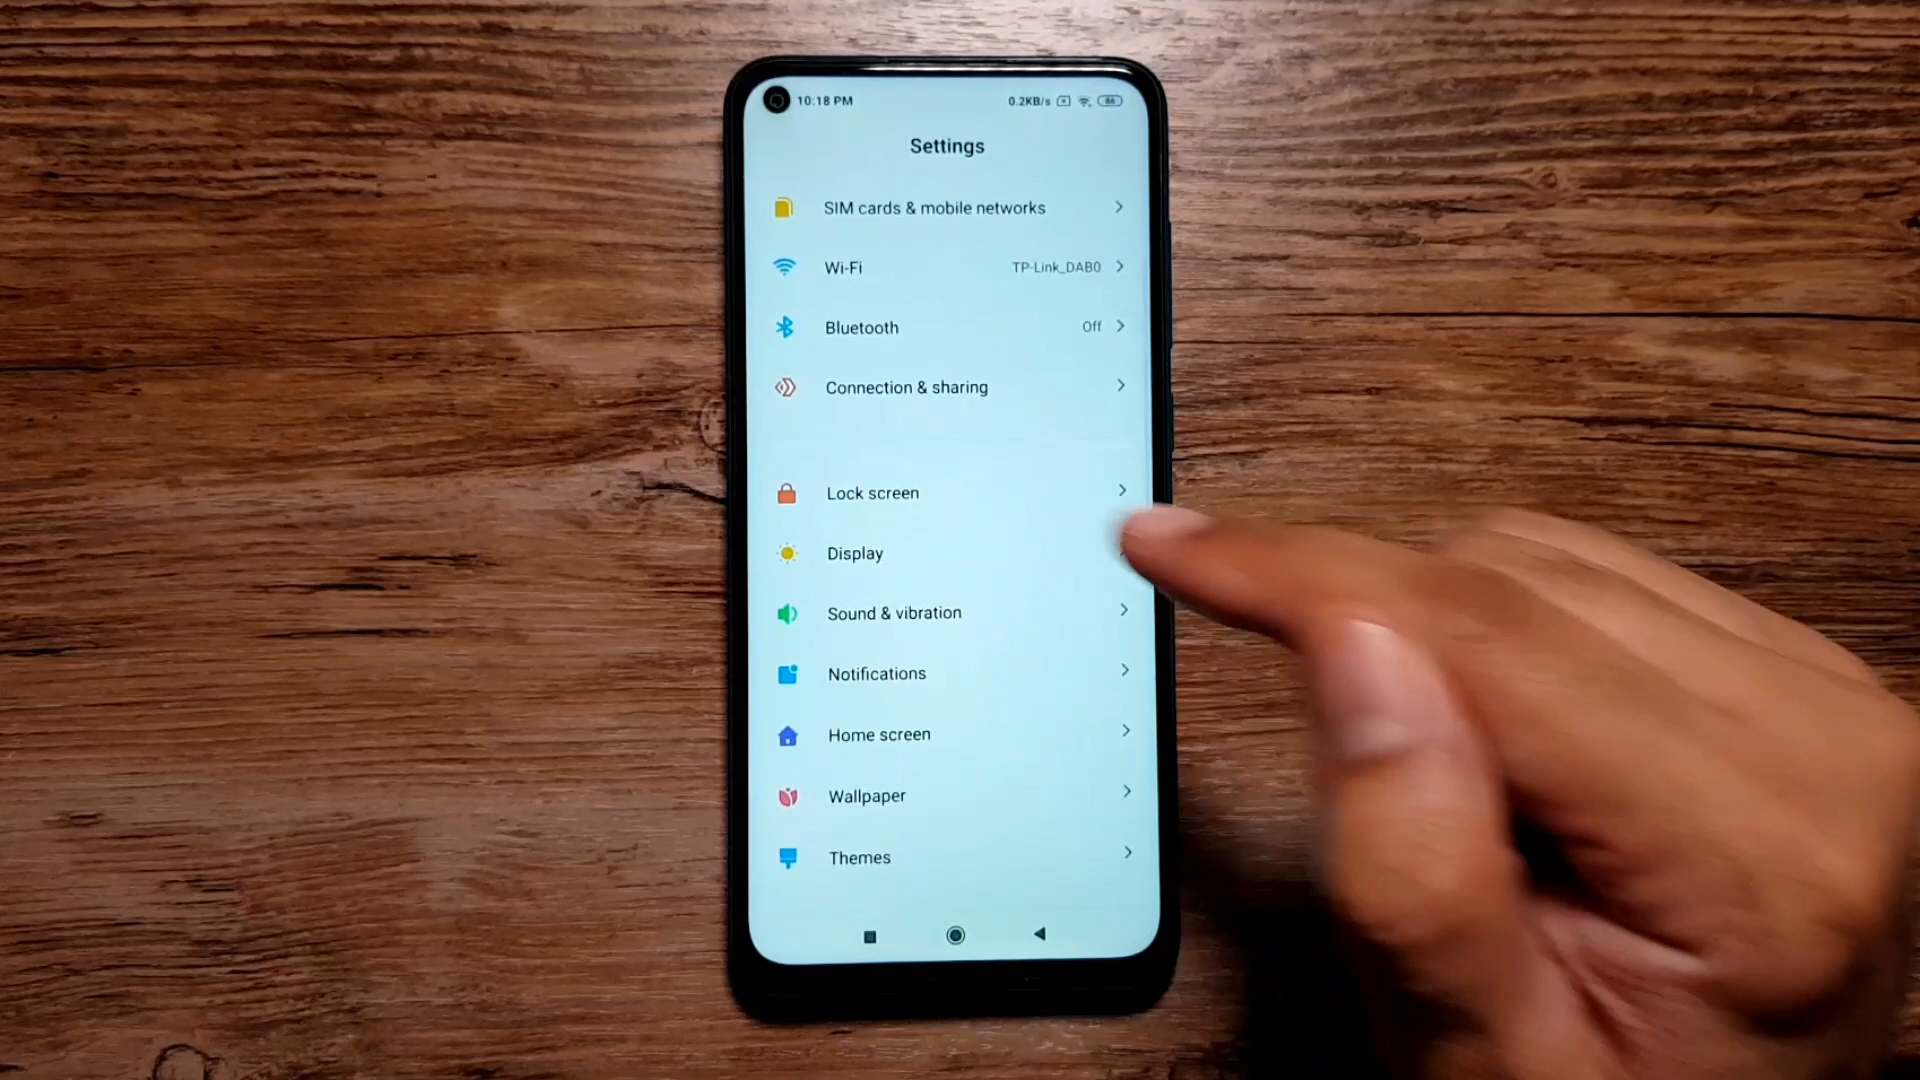 10:18 PM 0.2KB/s 86
Settings
SIM cards & mobile networks
Wi-Fi TP-Link_DAB0
Bluetooth Off
Connection & sharing
Lock screen
Display
Sound & vibration
Notifications
Home screen
Wallpaper
Themes